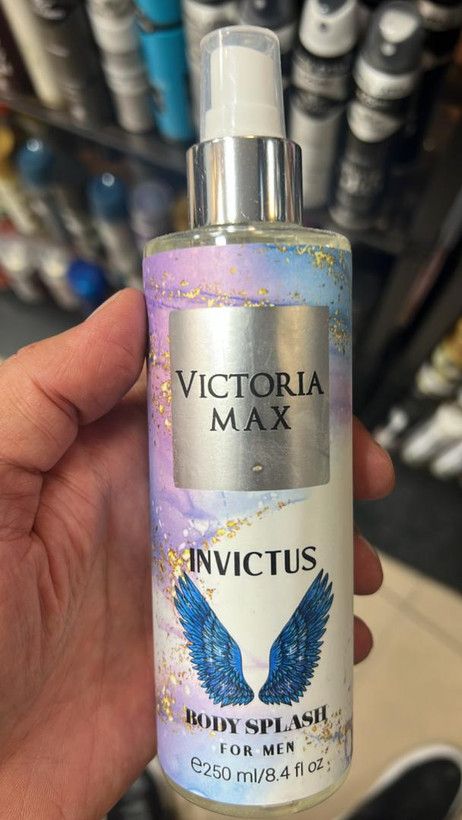 VICTORIA
MAX
INVICTUS
BODY SPLASH
FOR MEN
℮250 ml/8.4 fl oz